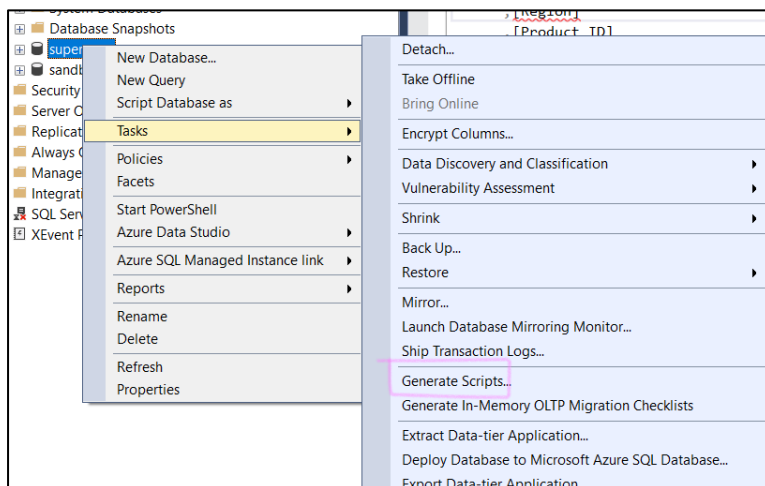 Database Snapshots
super
sandb
Security
Server O
Replicat
Always
Manage
Integrati
SQL Serv
XEvent P
New Database...
New Query
Script Database as
Tasks
Policies
Facets
Start PowerShell
Azure Data Studio
Azure SQL Managed Instance link
Reports
Rename
Delete
Refresh
Properties
,[Region]
,[Product ID]
Detach...
Take Offline
Bring Online
Encrypt Columns...
Data Discovery and Classification
Vulnerability Assessment
Shrink
Back Up...
Restore
Mirror...
Launch Database Mirroring Monitor...
Ship Transaction Logs...
Generate Scripts...
Generate In-Memory OLTP Migration Checklists
Extract Data-tier Application...
Deploy Database to Microsoft Azure SQL Database...
Export Data-tier Application